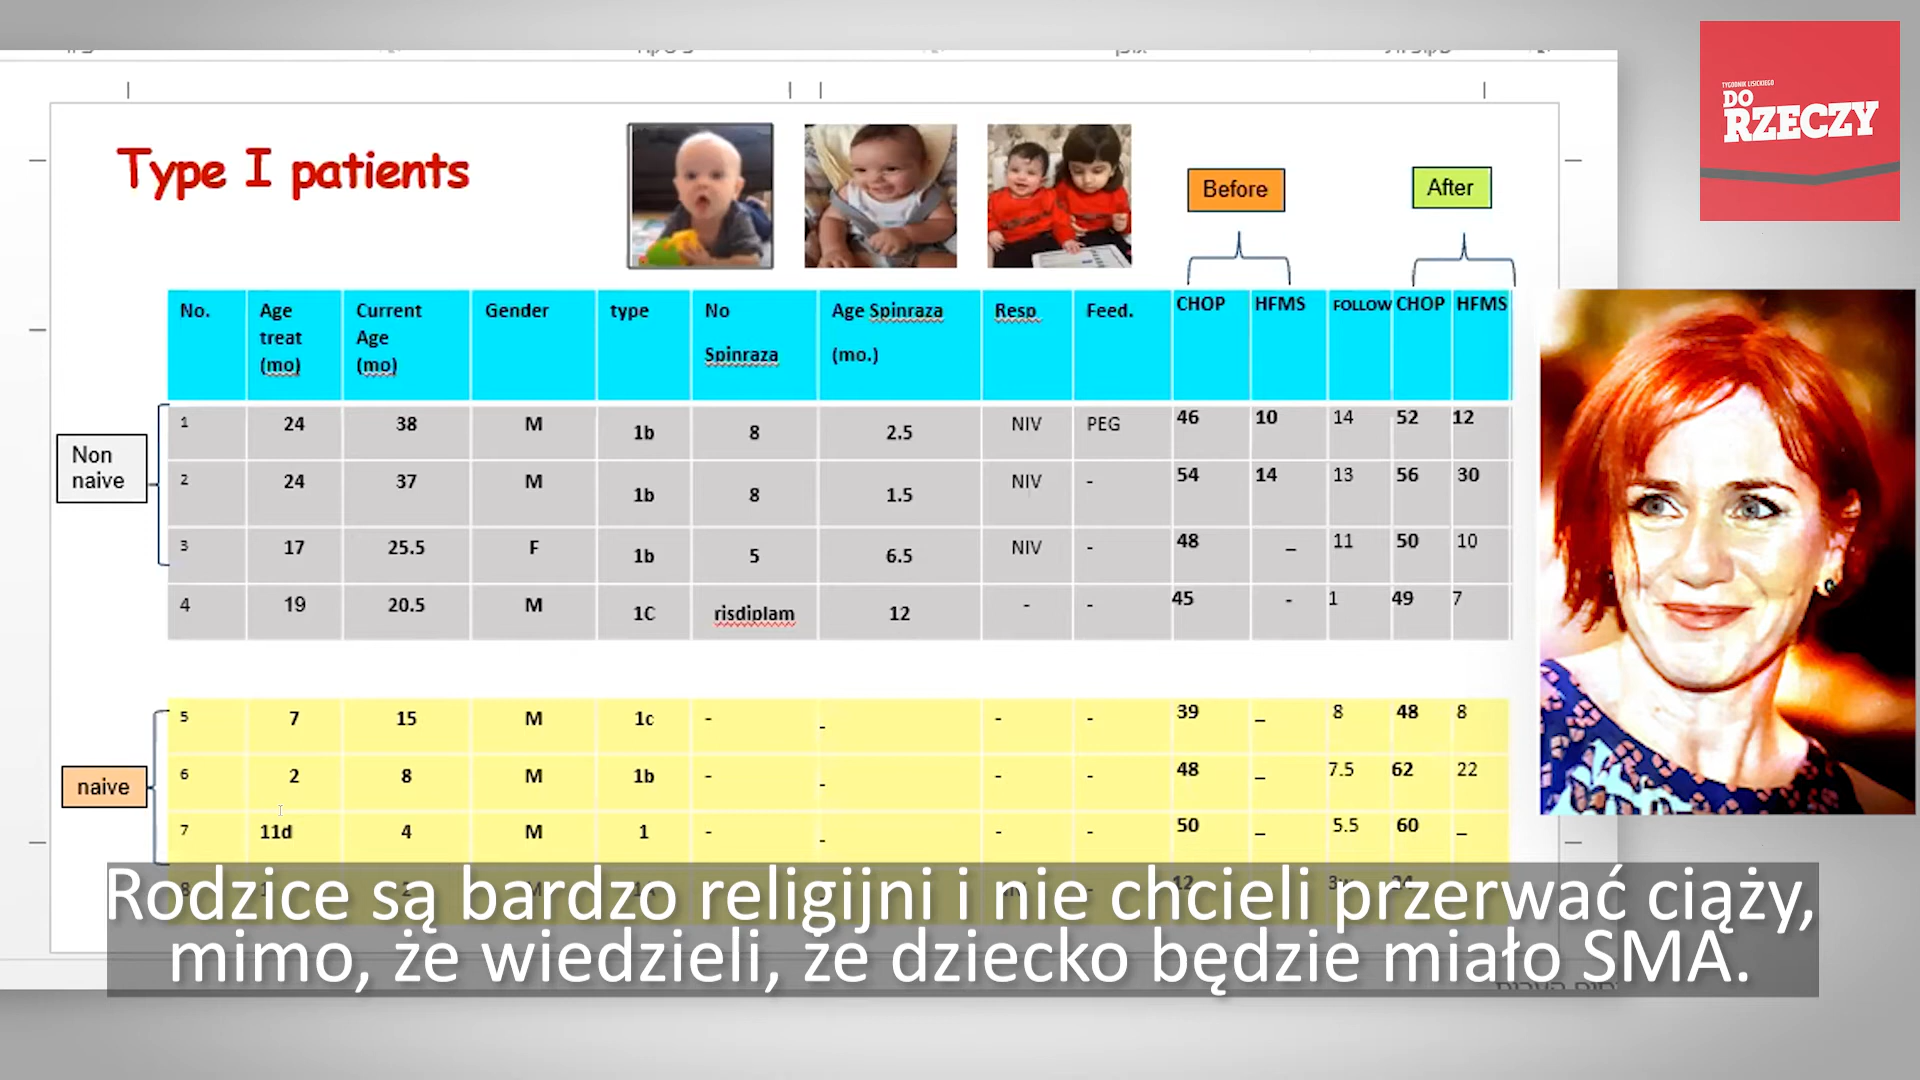 TYGODNIK LISICKIEGO
DO
RZECZY
Type I patients
Before
After
No. Age treat (mo) Current Age (mo) Gender type No Spinraza Age Spinraza (mo.) Resp Feed. CHOP HFMS FOLLOW CHOP HFMS
Non naive
1 24 38 M 1b 8 2.5 NIV PEG 46 10 14 52 12
2 24 37 M 1b 8 1.5 NIV - 54 14 13 56 30
3 17 25.5 F 1b 5 6.5 NIV - 48 _ 11 50 10
4 19 20.5 M 1C risdiplam 12 - - 45 - 1 49 7
naive
5 7 15 M 1c - - - - 39 _ 8 48 8
6 2 8 M 1b - - - - 48 _ 7.5 62 22
7 11d 4 M 1 - - - - 50 _ 5.5 60 _
Rodzice są bardzo religijni i nie chcieli przerwać ciąży,
mimo, że wiedzieli, że dziecko będzie miało SMA.